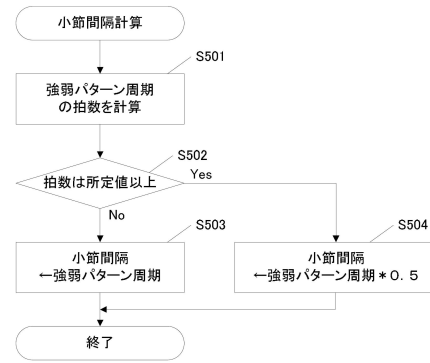 小節間隔計算
S501
強弱パターン周期
の拍数を計算
S502
拍数は所定値以上
Yes
No
S503
小節間隔
←強弱パターン周期
S504
小節間隔
←強弱パターン周期*0.5
終了